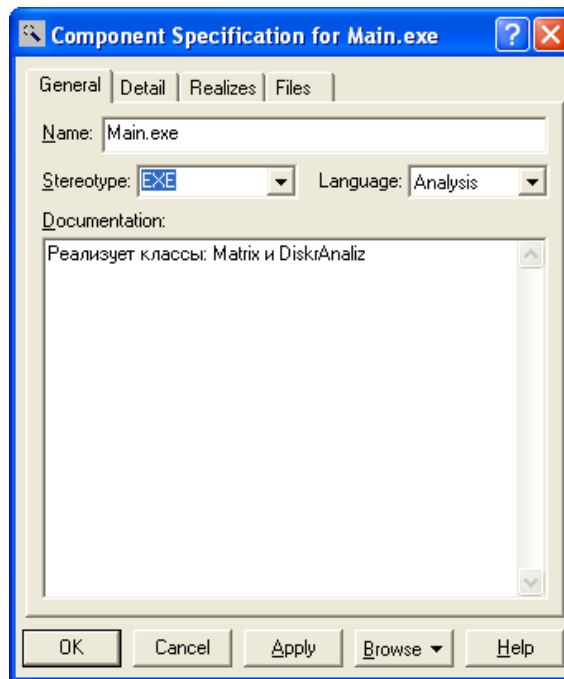 Component Specification for Main.exe
General Detail Realizes Files
Name: Main.exe
Stereotype: EXE Language: Analysis
Documentation:
Реализует классы: Matrix и DiskrAnaliz
OK Cancel Apply Browse Help